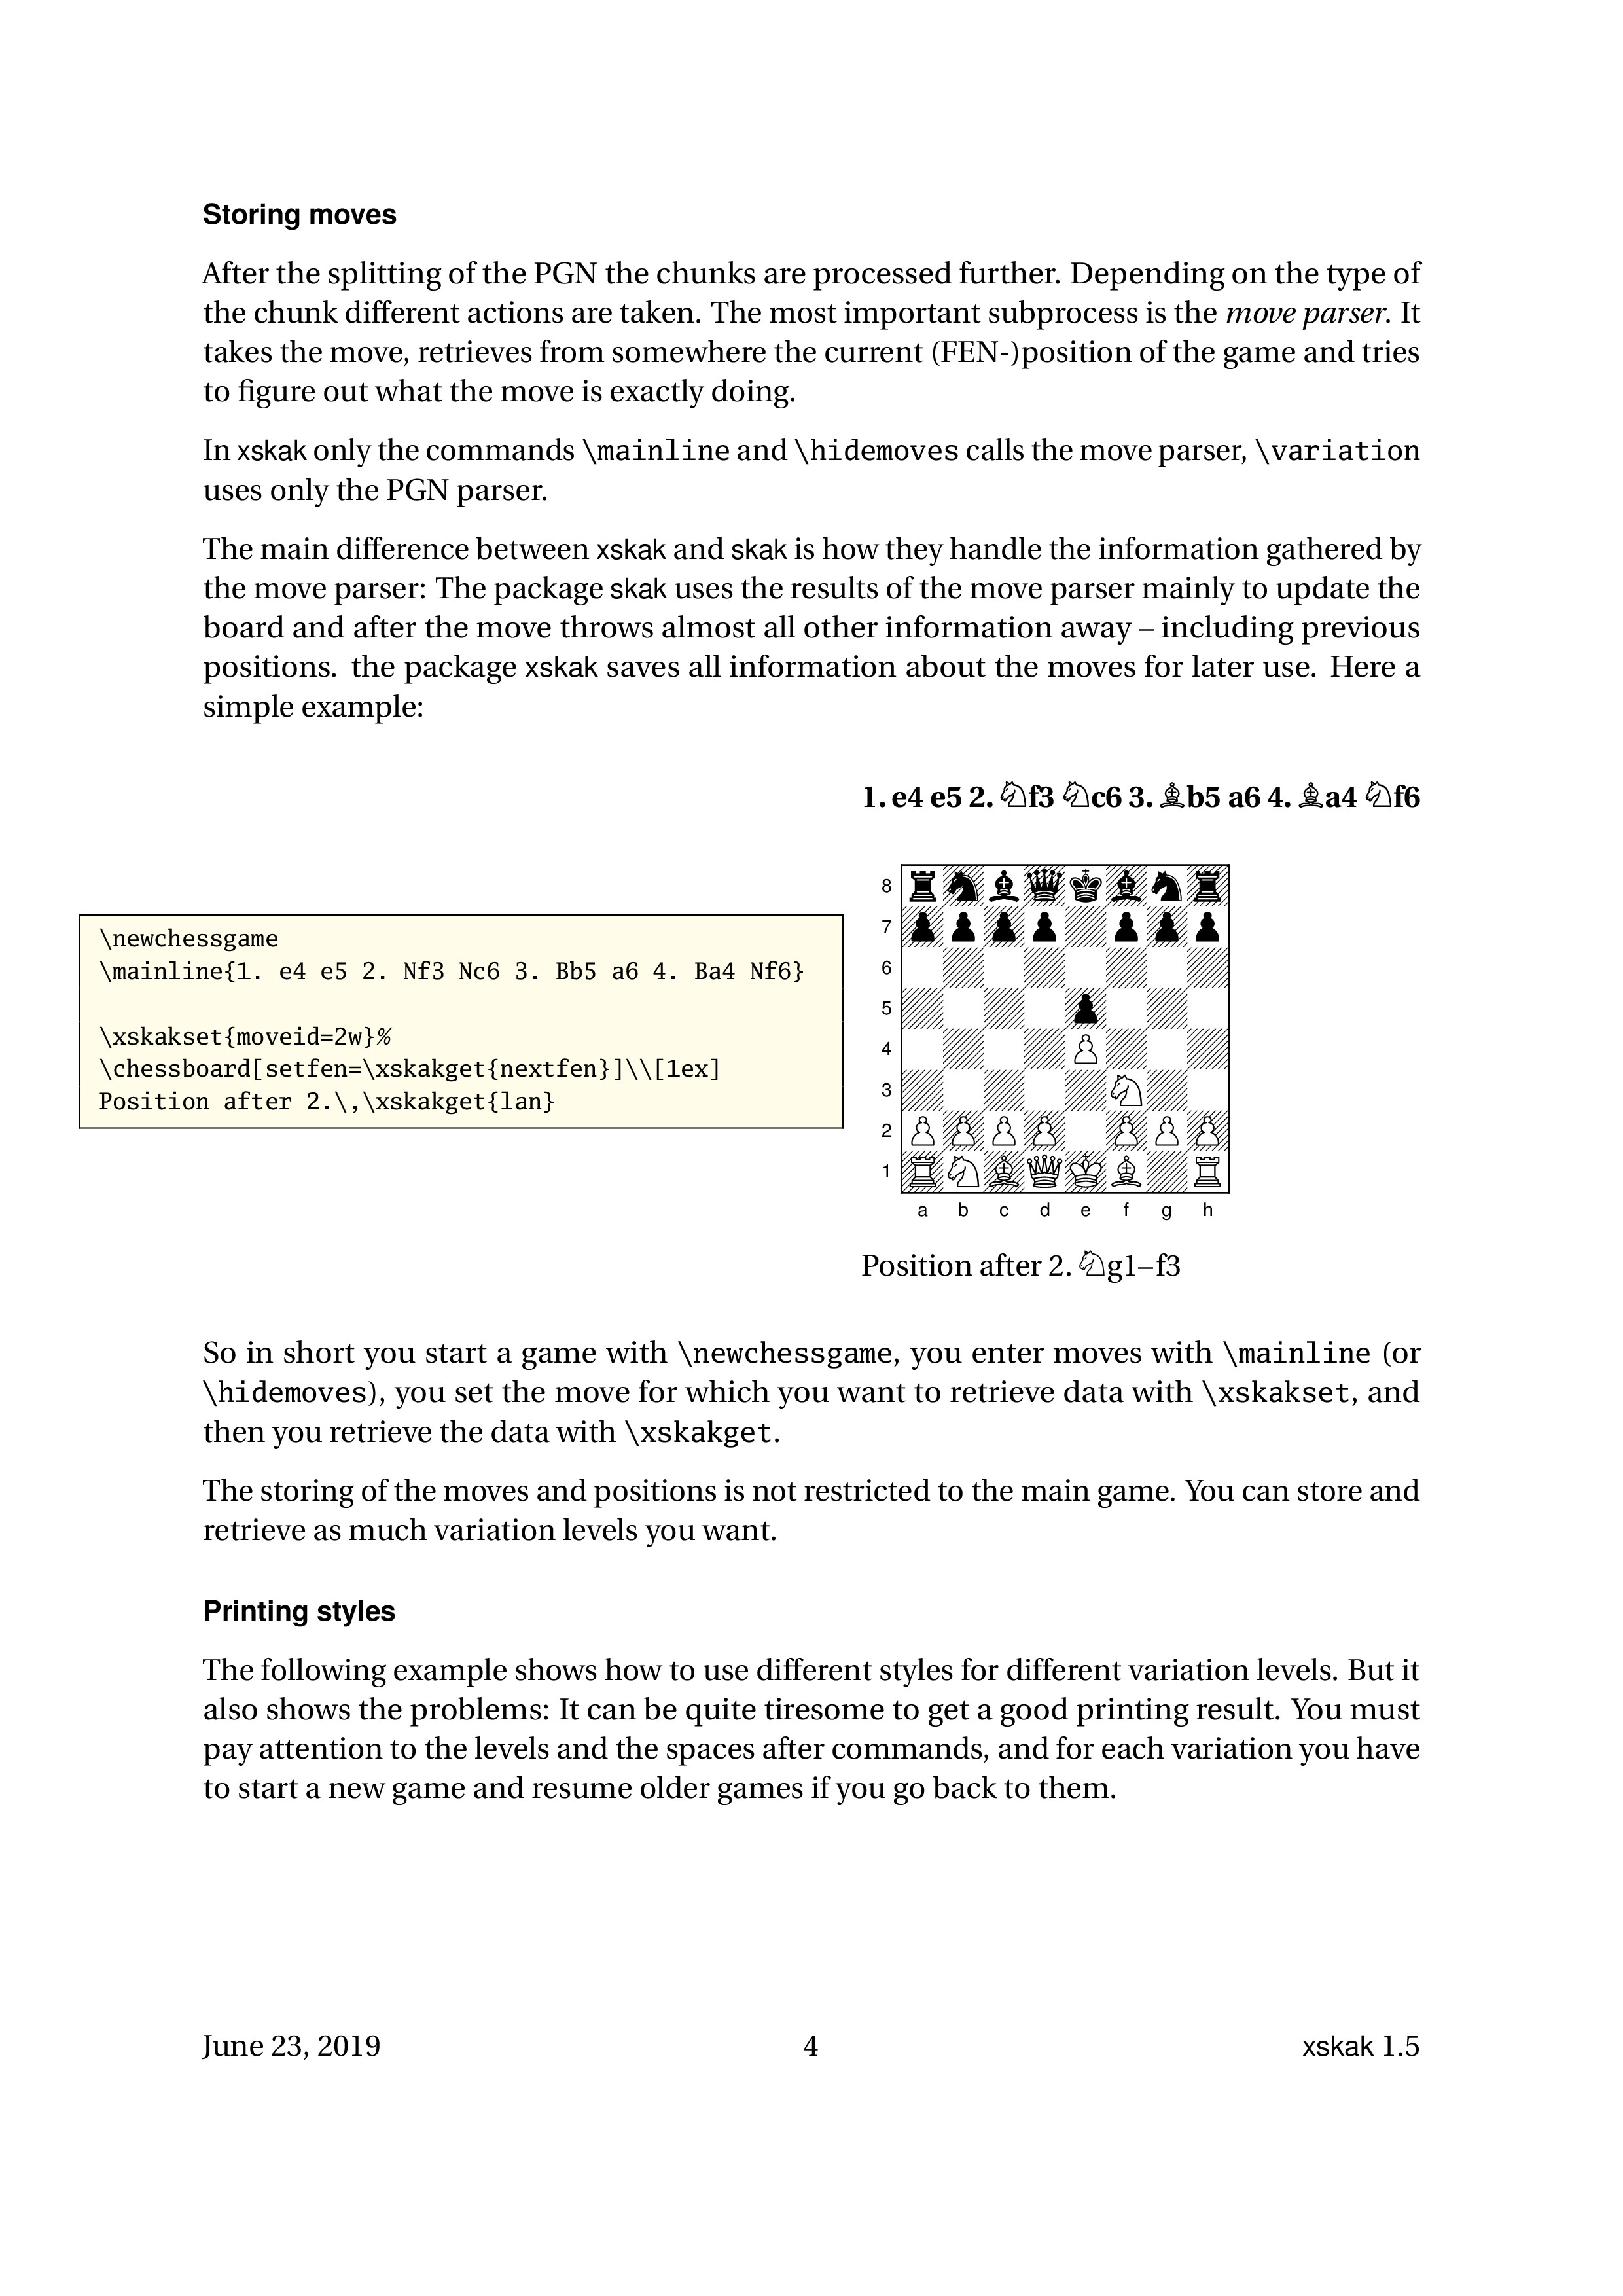 Storing moves
After the splitting of the PGN the chunks are processed further. Depending on the type of
the chunk different actions are taken. The most important subprocess is the move parser. It
takes the move, retrieves from somewhere the current (FEN-)position of the game and tries
to figure out what the move is exactly doing.
In xskak only the commands \mainline and \hidemoves calls the move parser, \variation
uses only the PGN parser.
The main difference between xskak and skak is how they handle the information gathered by
the move parser: The package skak uses the results of the move parser mainly to update the
board and after the move throws almost all other information away – including previous
positions. the package xskak saves all information about the moves for later use. Here a
simple example:
\newchessgame
\mainline{1. e4 e5 2. Nf3 Nc6 3. Bb5 a6 4. Ba4 Nf6}
\xskakset{moveid=2w}%
\chessboard[setfen=\xskakget{nextfen}]\\[1ex]
Position after 2.\,\xskakget{lan}
1. e4 e5 2. ♘f3 ♘c6 3. ♗b5 a6 4. ♗a4 ♘f6
8
7
6
5
4
3
2
1
a b c d e f g h
Position after 2. ♘g1–f3
So in short you start a game with \newchessgame, you enter moves with \mainline (or
\hidemoves), you set the move for which you want to retrieve data with \xskakset, and
then you retrieve the data with \xskakget.
The storing of the moves and positions is not restricted to the main game. You can store and
retrieve as much variation levels you want.
Printing styles
The following example shows how to use different styles for different variation levels. But it
also shows the problems: It can be quite tiresome to get a good printing result. You must
pay attention to the levels and the spaces after commands, and for each variation you have
to start a new game and resume older games if you go back to them.
June 23, 2019 4 xskak 1.5